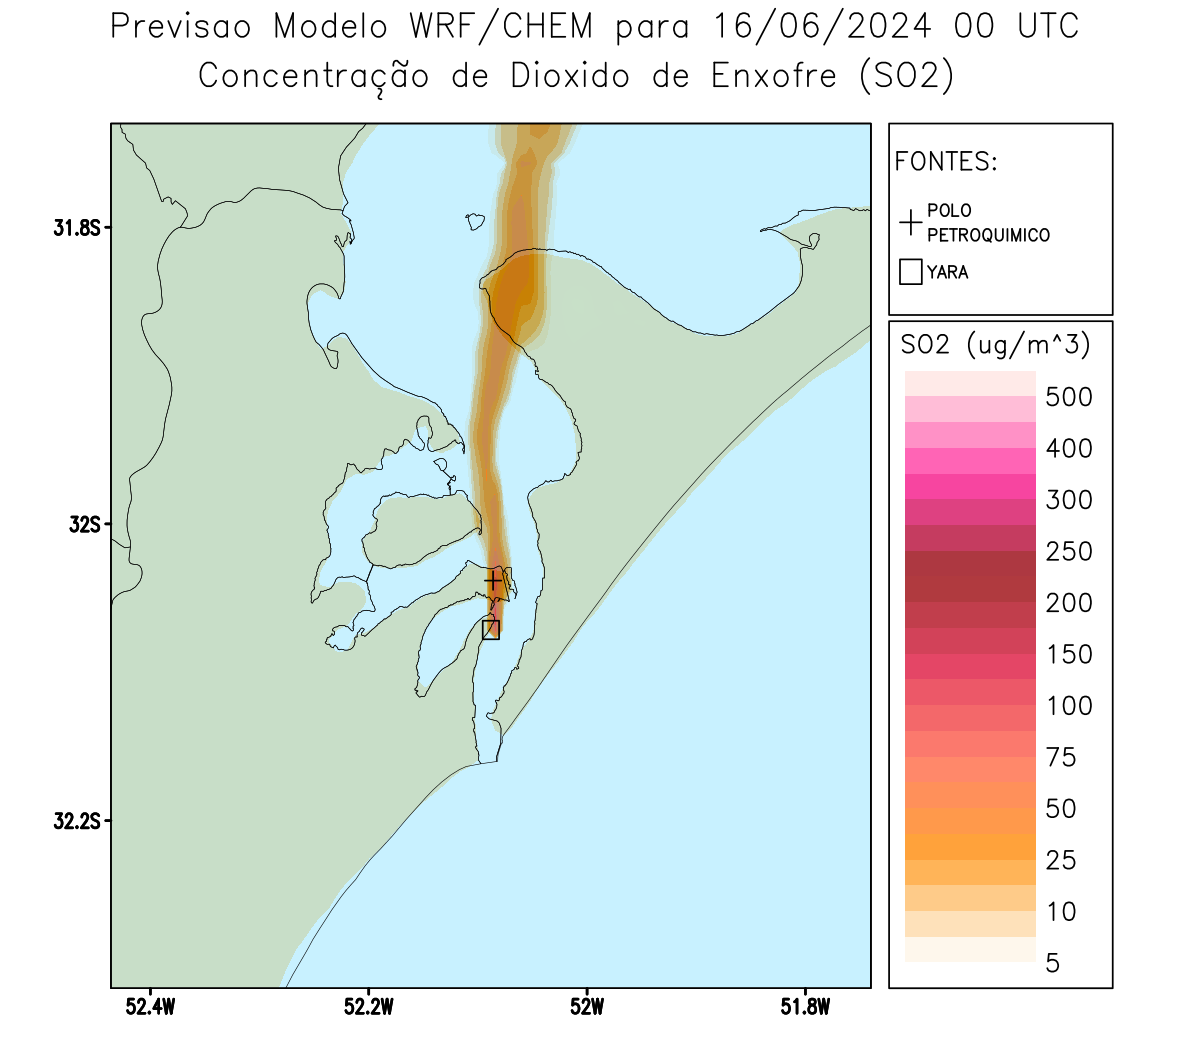 Previsao Modelo WRF/CHEM para 16/06/2024 00 UTC
Concentração de Dioxido de Enxofre (SO2)
FONTES:
POLO
PETROQUIMICO
YARA
SO2 (ug/m^3)
500
400
300
250
200
150
100
75
50
25
10
5
31.8S
32S
32.2S
52.4W
52.2W
52W
51.8W